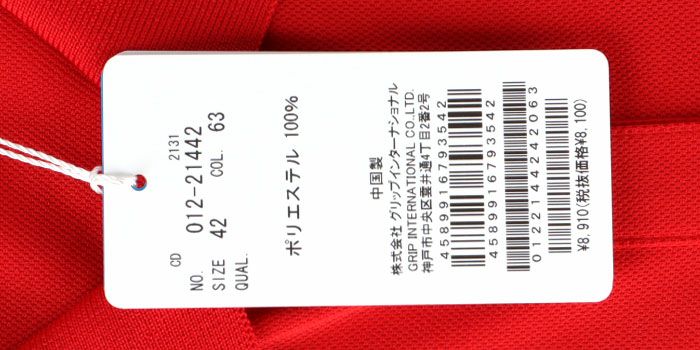 CD 2131
NO. 012-21442
SIZE 42 COL. 63
QUAL.
ポリエステル 100%
中国製
株式会社 グリップインターナショナル
GRIP INTERNATIONAL CO.,LTD.
神戸市中央区葺井通4丁目2番2号
4589916793542
4589916793542
0122144242063
¥8,910(税抜価格¥8,100)